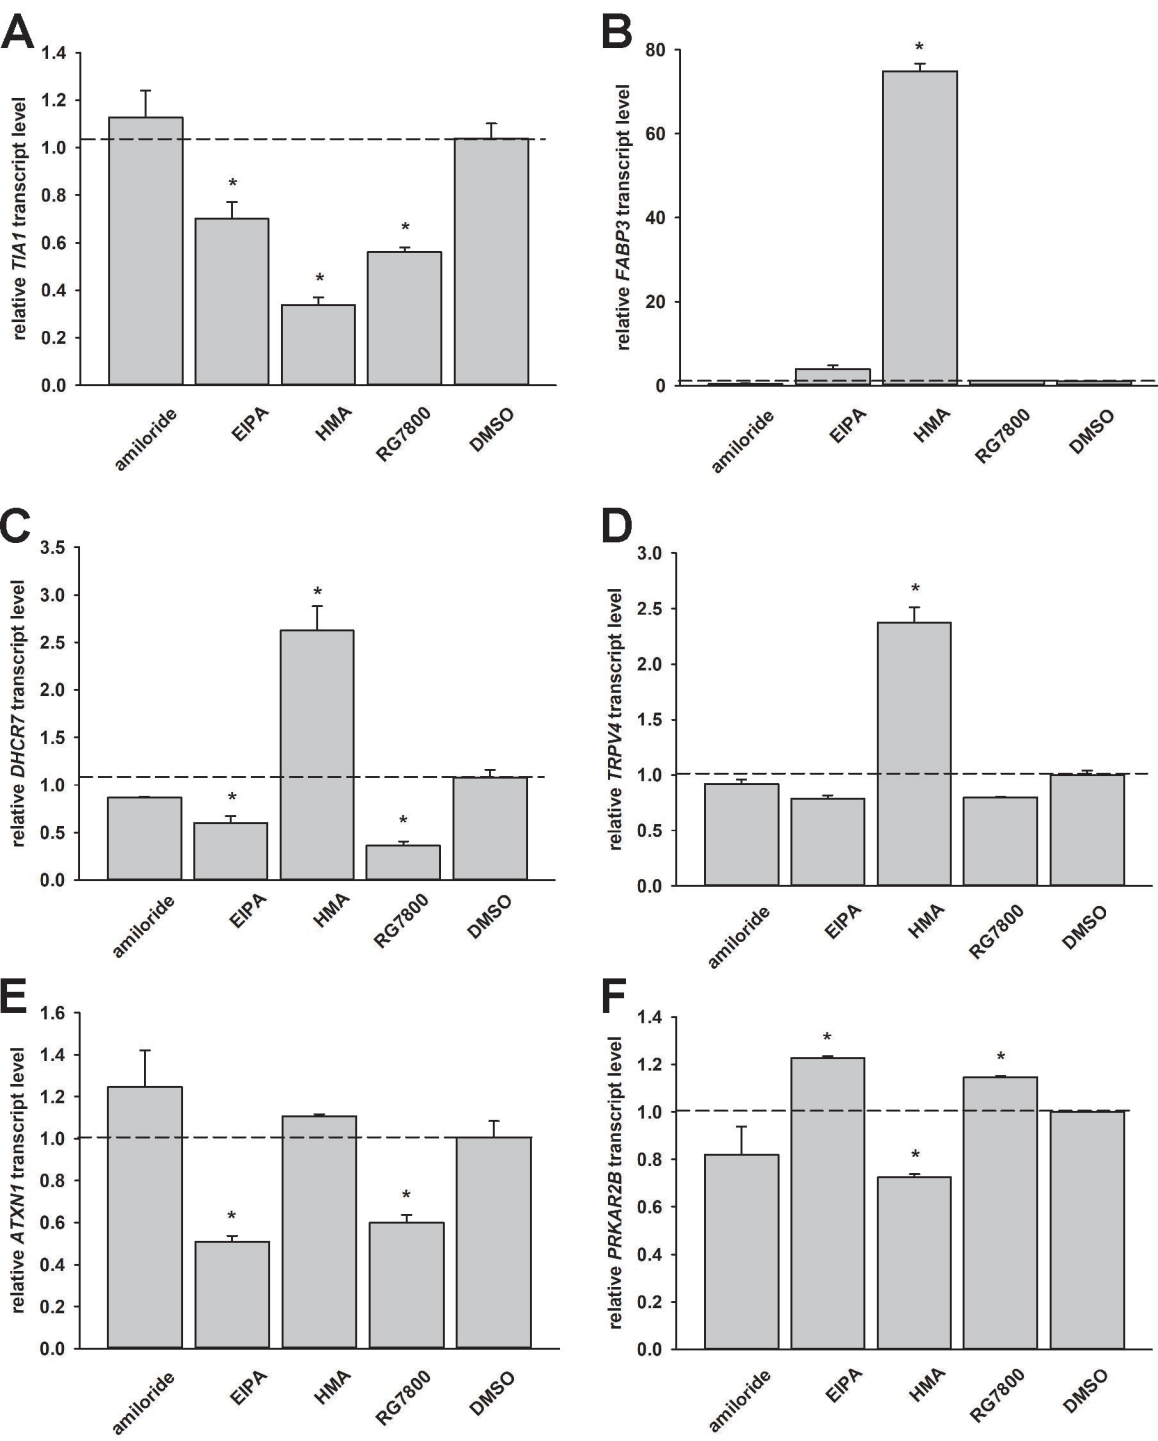 A
relative TIA1 transcript level
1.4
1.2
1.0
0.8
0.6
0.4
0.2
0.0
*
*
*
amiloride
EIPA
HMA
RG7800
DMSO
B
relative FABP3 transcript level
80
60
40
20
0
*
amiloride
EIPA
HMA
RG7800
DMSO
C
relative DHCR7 transcript level
3.5
3.0
2.5
2.0
1.5
1.0
0.5
0.0
*
*
*
amiloride
EIPA
HMA
RG7800
DMSO
D
relative TRPV4 transcript level
3.0
2.5
2.0
1.5
1.0
0.5
0.0
*
amiloride
EIPA
HMA
RG7800
DMSO
E
relative ATXN1 transcript level
1.6
1.4
1.2
1.0
0.8
0.6
0.4
0.2
0.0
*
*
amiloride
EIPA
HMA
RG7800
DMSO
F
relative PRKAR2B transcript level
1.4
1.2
1.0
0.8
0.6
0.4
0.2
0.0
*
*
*
amiloride
EIPA
HMA
RG7800
DMSO